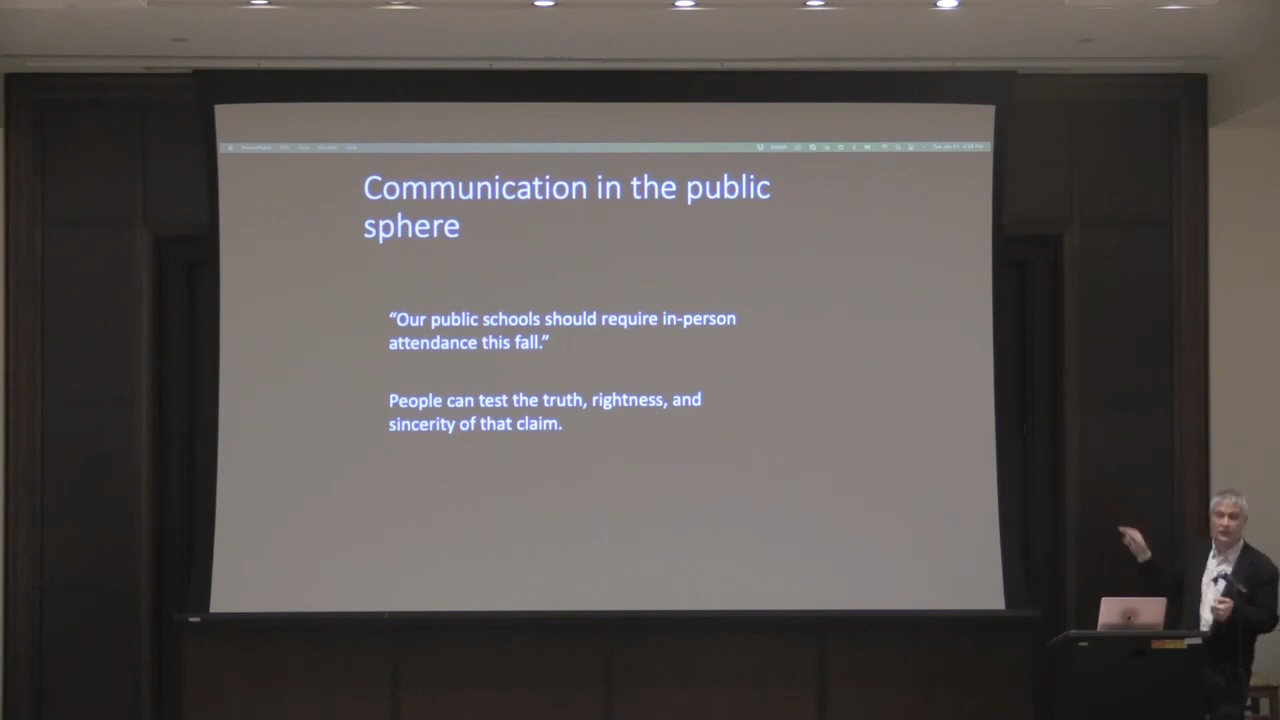 Communication in the public
sphere
“Our public schools should require in-person
attendance this fall.”
People can test the truth, rightness, and
sincerity of that claim.